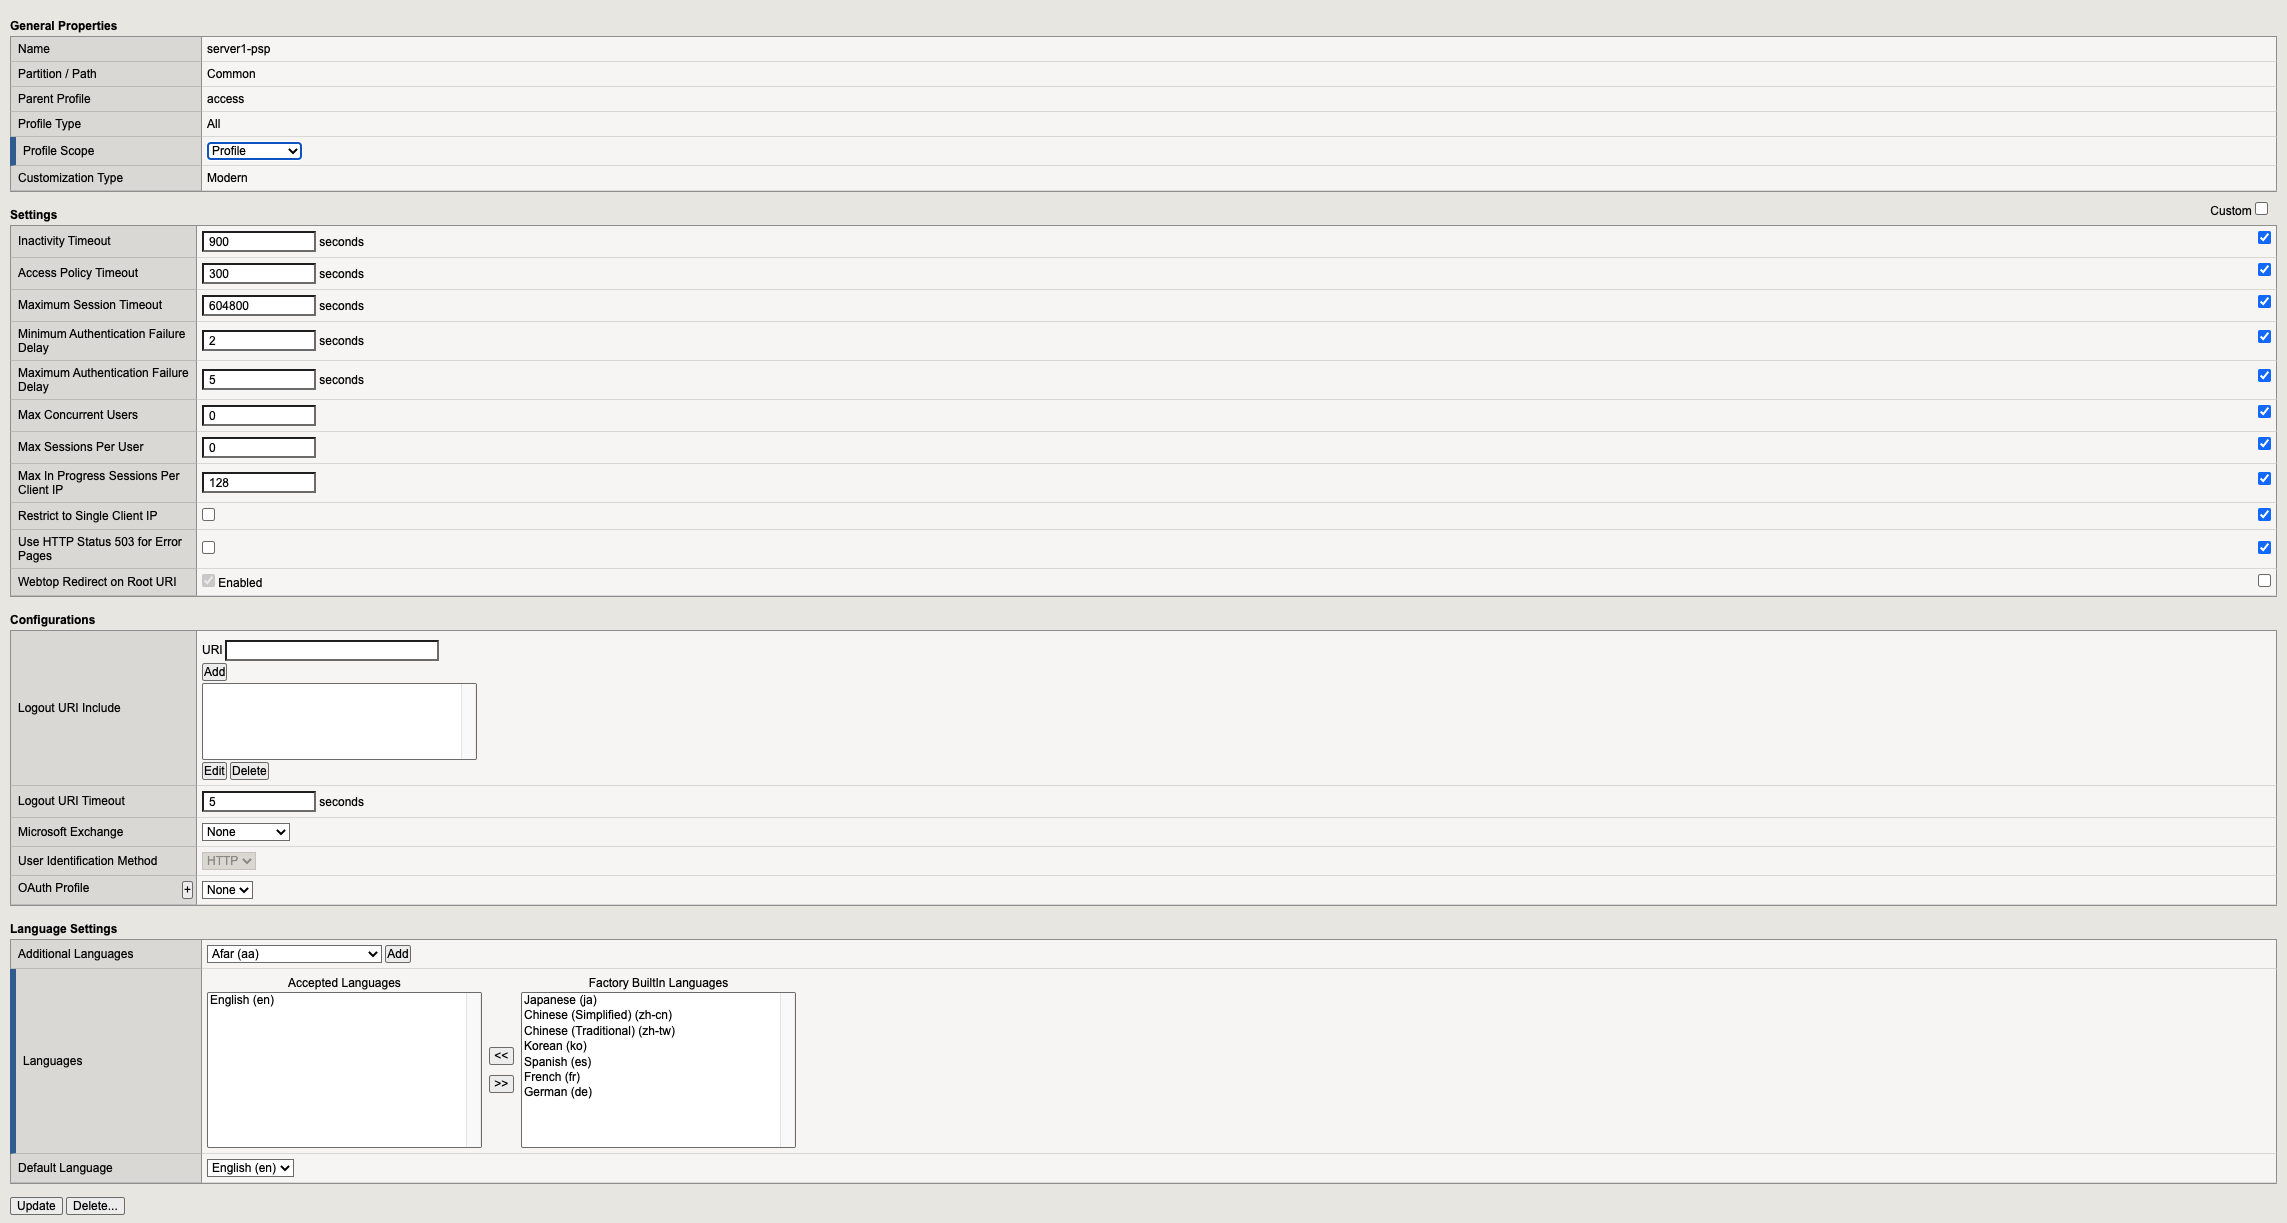 General Properties
Name server1-psp
Partition / Path Common
Parent Profile access
Profile Type All
Profile Scope Profile
Customization Type Modern
Settings Custom
Inactivity Timeout 900 seconds
Access Policy Timeout 300 seconds
Maximum Session Timeout 604800 seconds
Minimum Authentication Failure
Delay 2 seconds
Maximum Authentication Failure
Delay 5 seconds
Max Concurrent Users 0
Max Sessions Per User 0
Max In Progress Sessions Per
Client IP 128
Restrict to Single Client IP
Use HTTP Status 503 for Error
Pages
Webtop Redirect on Root URI Enabled
Configurations
Logout URI Include
URI
Add
Edit Delete
Logout URI Timeout 5 seconds
Microsoft Exchange None
User Identification Method HTTP
OAuth Profile + None
Language Settings
Additional Languages Afar (aa) Add
Languages
Accepted Languages
English (en)
<<
>>
Factory BuiltIn Languages
Japanese (ja)
Chinese (Simplified) (zh-cn)
Chinese (Traditional) (zh-tw)
Korean (ko)
Spanish (es)
French (fr)
German (de)
Default Language English (en)
Update Delete...